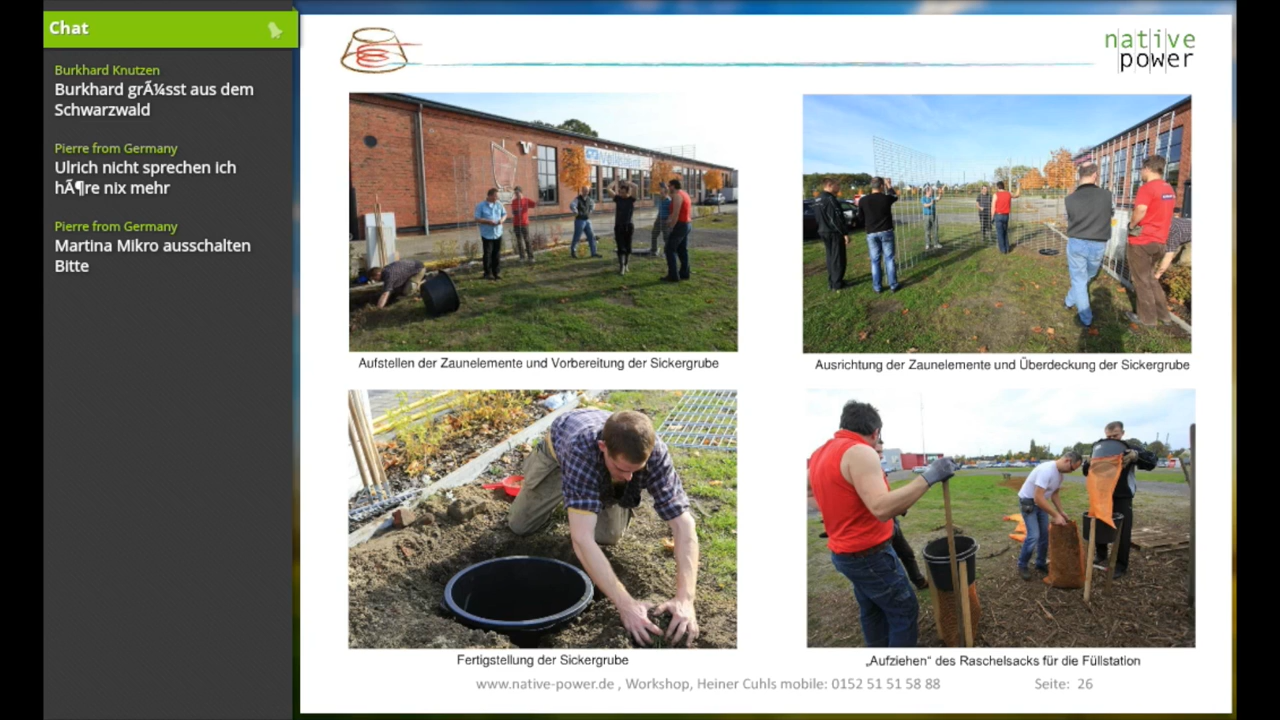 Chat
Burkhard Knutzen
Burkhard grÃ¼sst aus dem
Schwarzwald
Pierre from Germany
Ulrich nicht sprechen ich
hÃ¶re nix mehr
Pierre from Germany
Martina Mikro ausschalten
Bitte
native
power
Aufstellen der Zaunelemente und Vorbereitung der Sickergrube
Ausrichtung der Zaunelemente und Überdeckung der Sickergrube
Fertigstellung der Sickergrube
„Aufziehen“ des Raschelsacks für die Füllstation
www.native-power.de , Workshop, Heiner Cuhls mobile: 0152 51 51 58 88
Seite: 26